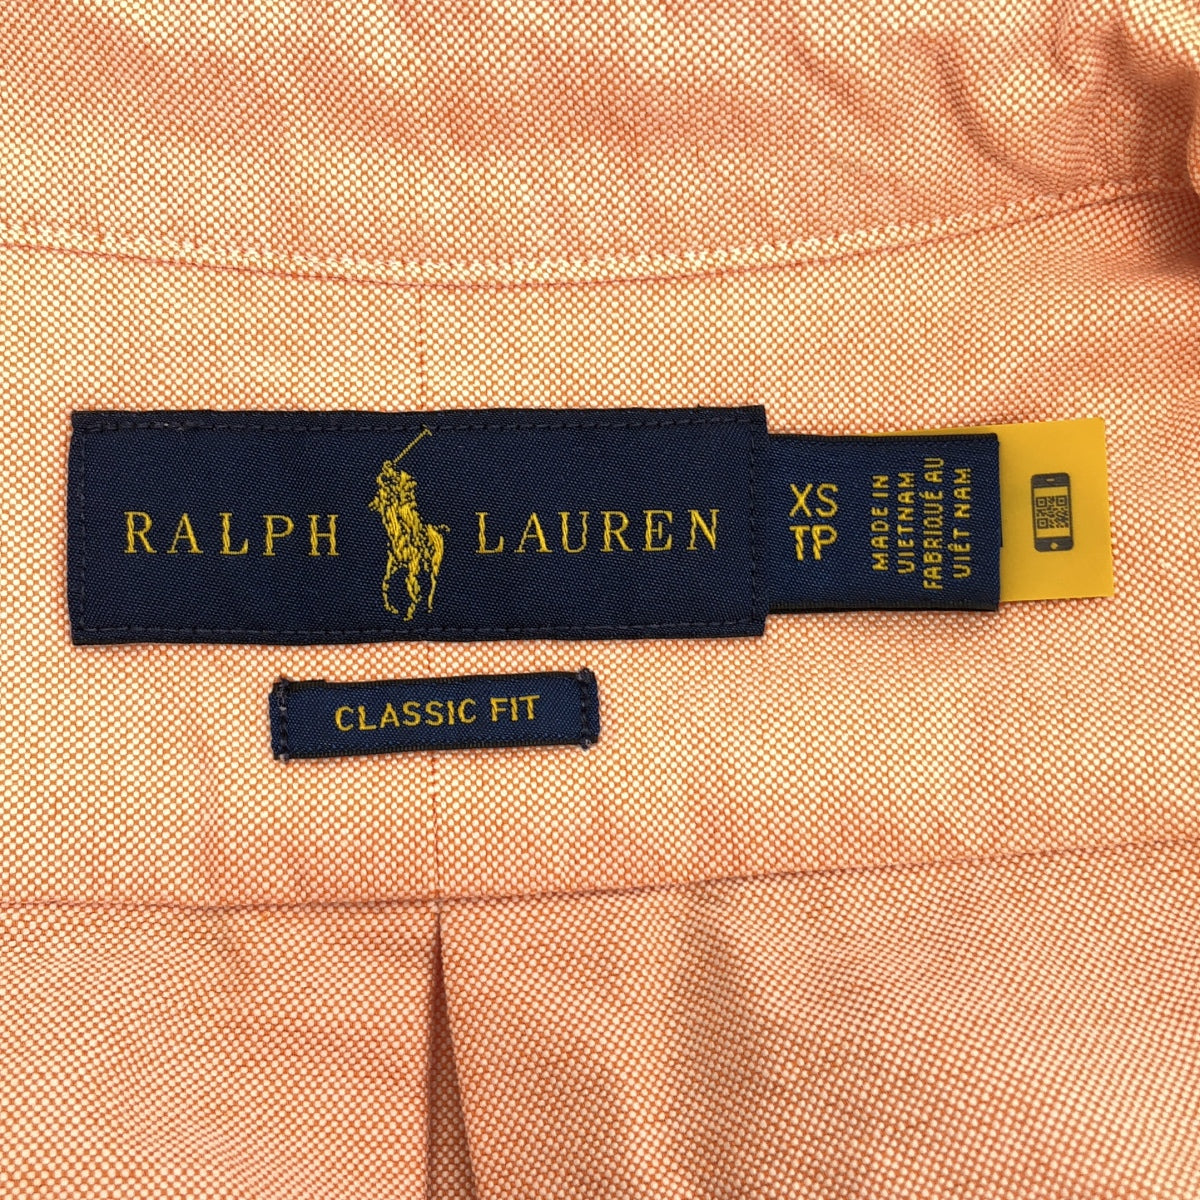 RALPH LAUREN
XS
TP
MADE IN
VIETNAM
FABRIQUÉ AU
VIÊT NAM
CLASSIC FIT